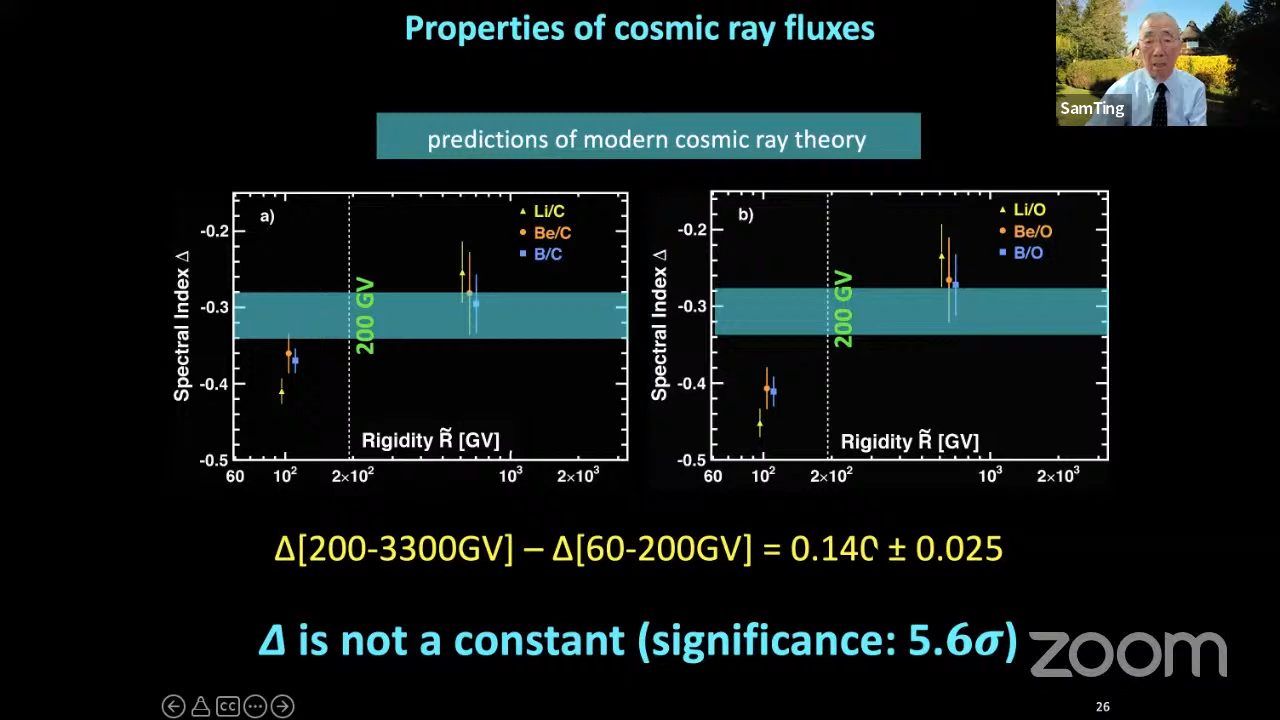 Properties of cosmic ray fluxes
SamTing
predictions of modern cosmic ray theory
a)
Li/C
Be/C
B/C
-0.2
-0.3
-0.4
-0.5
Spectral Index Δ
200 GV
Rigidity R̃ [GV]
60 10² 2×10² 10³ 2×10³
b)
Li/O
Be/O
B/O
-0.2
-0.3
-0.4
-0.5
Spectral Index Δ
200 GV
Rigidity R̃ [GV]
60 10² 2×10² 10³ 2×10³
Δ[200-3300GV] – Δ[60-200GV] = 0.140 ± 0.025
Δ is not a constant (significance: 5.6σ)
zoom
CC
26